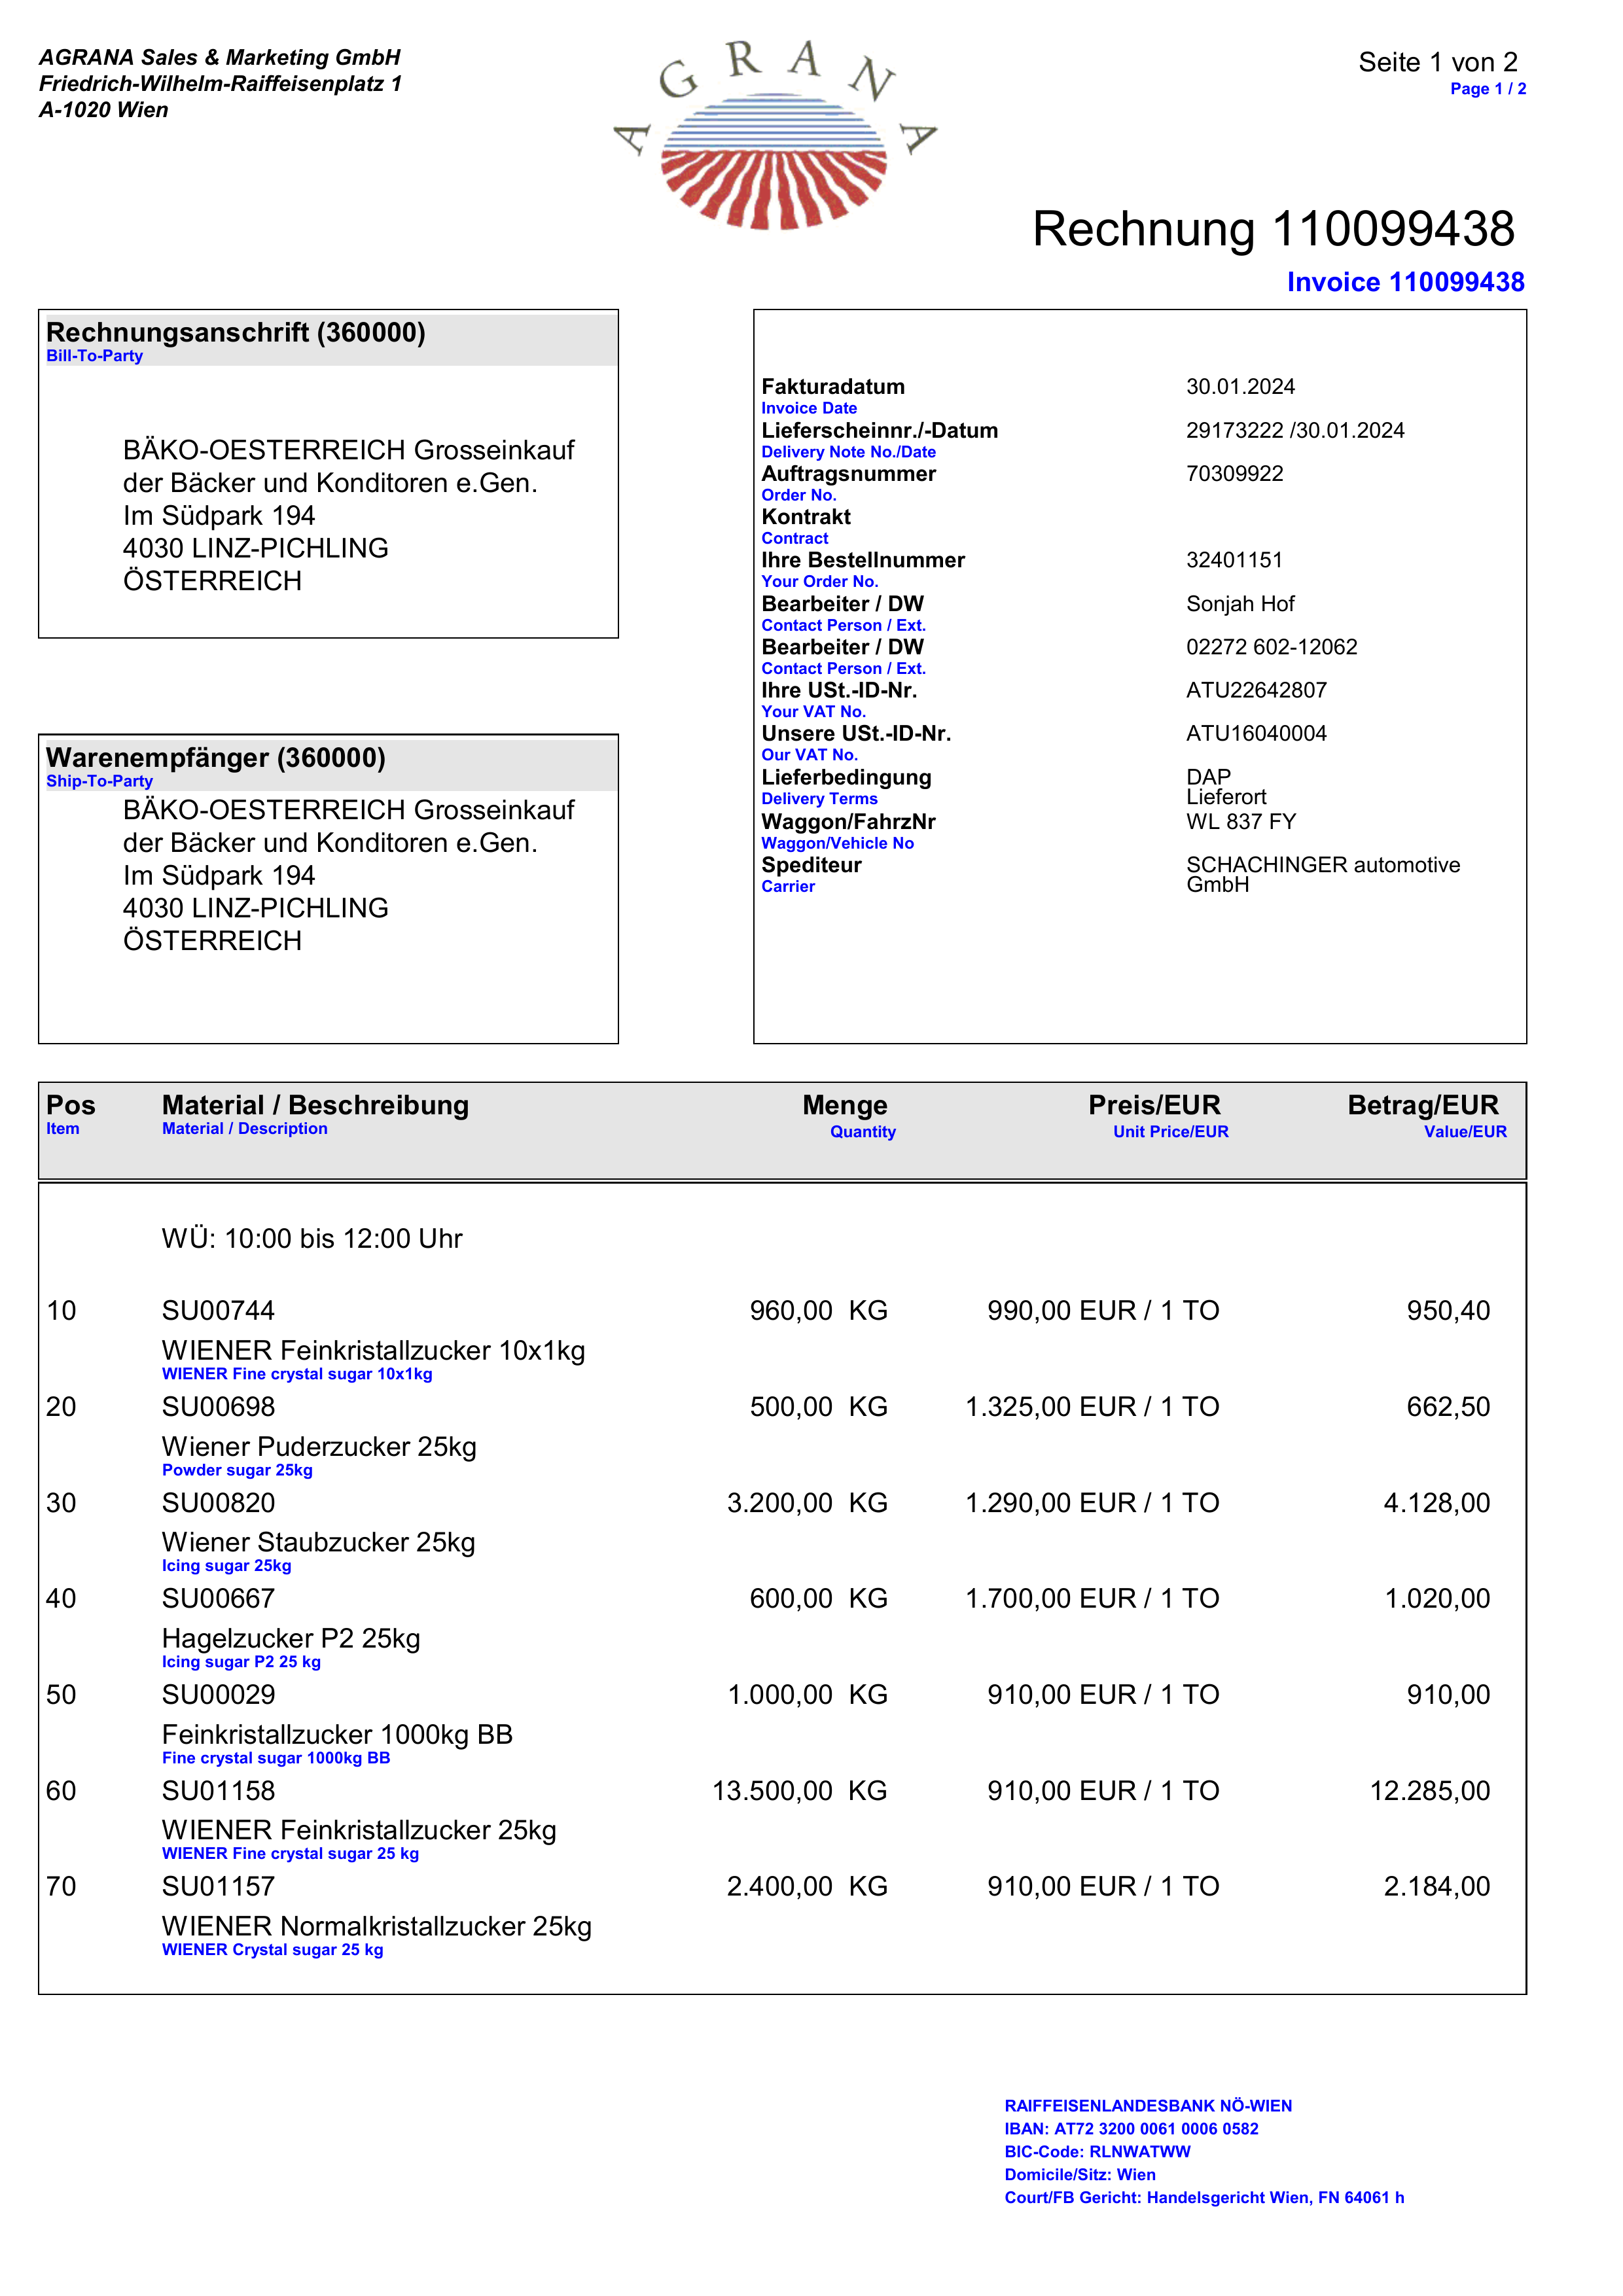 AGRANA Sales & Marketing GmbH
Friedrich-Wilhelm-Raiffeisenplatz 1
A-1020 Wien
AGRANA
Seite 1 von 2
Page 1 / 2
Rechnung 110099438
Invoice 110099438
Rechnungsanschrift (360000)
Bill-To-Party
BÄKO-OESTERREICH Grosseinkauf
der Bäcker und Konditoren e.Gen.
Im Südpark 194
4030 LINZ-PICHLING
ÖSTERREICH
Warenempfänger (360000)
Ship-To-Party
BÄKO-OESTERREICH Grosseinkauf
der Bäcker und Konditoren e.Gen.
Im Südpark 194
4030 LINZ-PICHLING
ÖSTERREICH
Fakturadatum 30.01.2024
Invoice Date
Lieferscheinnr./-Datum 29173222 /30.01.2024
Delivery Note No./Date
Auftragsnummer 70309922
Order No.
Kontrakt
Contract
Ihre Bestellnummer 32401151
Your Order No.
Bearbeiter / DW Sonjah Hof
Contact Person / Ext.
Bearbeiter / DW 02272 602-12062
Contact Person / Ext.
Ihre USt.-ID-Nr. ATU22642807
Your VAT No.
Unsere USt.-ID-Nr. ATU16040004
Our VAT No.
Lieferbedingung DAP
Delivery Terms Lieferort
Waggon/FahrzNr WL 837 FY
Waggon/Vehicle No
Spediteur SCHACHINGER automotive
Carrier GmbH
Pos Material / Beschreibung Menge Preis/EUR Betrag/EUR
Item Material / Description Quantity Unit Price/EUR Value/EUR
WÜ: 10:00 bis 12:00 Uhr
10 SU00744 960,00 KG 990,00 EUR / 1 TO 950,40
WIENER Feinkristallzucker 10x1kg
WIENER Fine crystal sugar 10x1kg
20 SU00698 500,00 KG 1.325,00 EUR / 1 TO 662,50
Wiener Puderzucker 25kg
Powder sugar 25kg
30 SU00820 3.200,00 KG 1.290,00 EUR / 1 TO 4.128,00
Wiener Staubzucker 25kg
Icing sugar 25kg
40 SU00667 600,00 KG 1.700,00 EUR / 1 TO 1.020,00
Hagelzucker P2 25kg
Icing sugar P2 25 kg
50 SU00029 1.000,00 KG 910,00 EUR / 1 TO 910,00
Feinkristallzucker 1000kg BB
Fine crystal sugar 1000kg BB
60 SU01158 13.500,00 KG 910,00 EUR / 1 TO 12.285,00
WIENER Feinkristallzucker 25kg
WIENER Fine crystal sugar 25 kg
70 SU01157 2.400,00 KG 910,00 EUR / 1 TO 2.184,00
WIENER Normalkristallzucker 25kg
WIENER Crystal sugar 25 kg
RAIFFEISENLANDESBANK NÖ-WIEN
IBAN: AT72 3200 0061 0006 0582
BIC-Code: RLNWATWW
Domicile/Sitz: Wien
Court/FB Gericht: Handelsgericht Wien, FN 64061 h